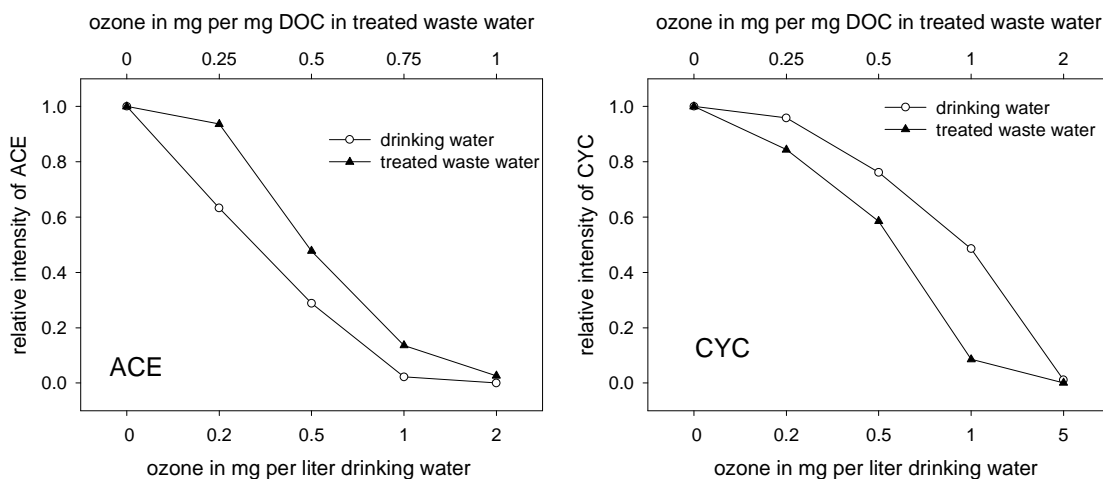 ozone in mg per mg DOC in treated waste water
0 0.25 0.5 0.75 1
1.0
0.8
0.6
0.4
0.2
0.0
relative intensity of ACE
drinking water
treated waste water
ACE
0 0.2 0.5 1 2
ozone in mg per liter drinking water
ozone in mg per mg DOC in treated waste water
0 0.25 0.5 1 2
1.0
0.8
0.6
0.4
0.2
0.0
relative intensity of CYC
drinking water
treated waste water
CYC
0 0.2 0.5 1 5
ozone in mg per liter drinking water